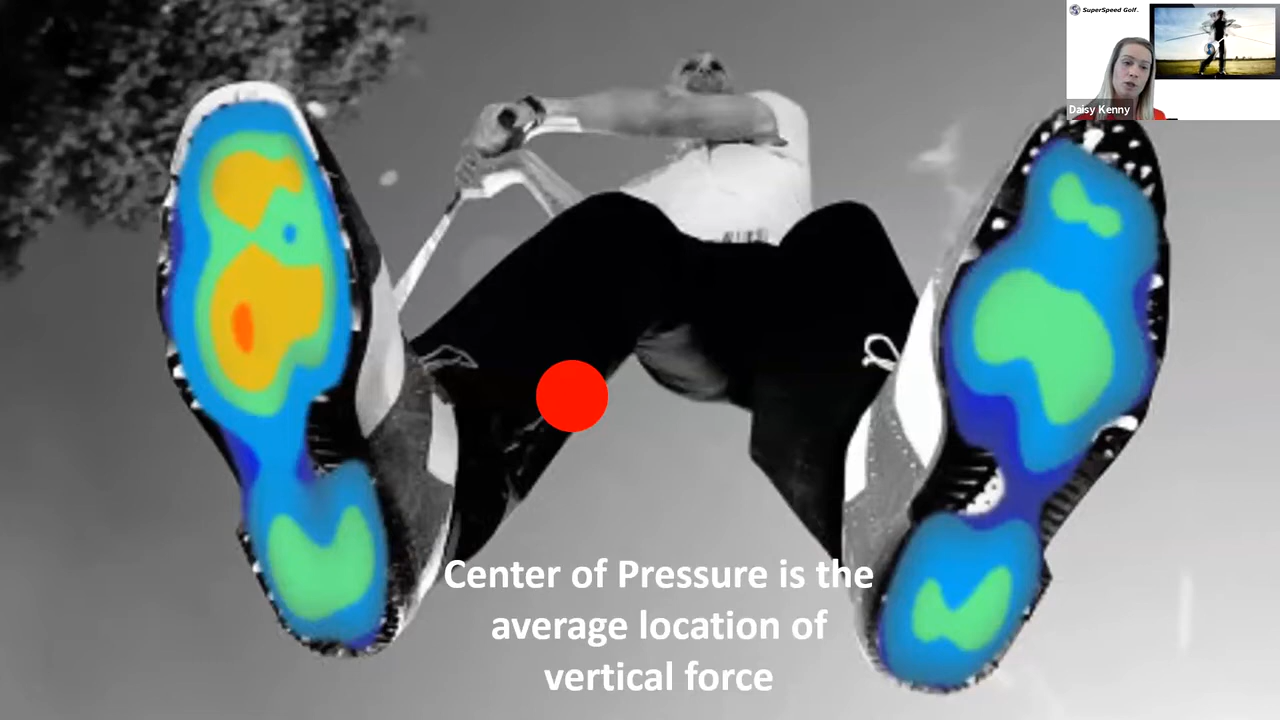 SuperSpeed Golf.
Daisy Kenny
Center of Pressure is the
average location of
vertical force